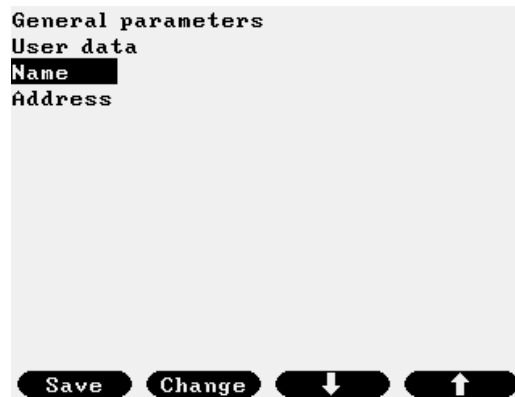 General parameters
User data
Name
Address
Save Change ↓ ↑